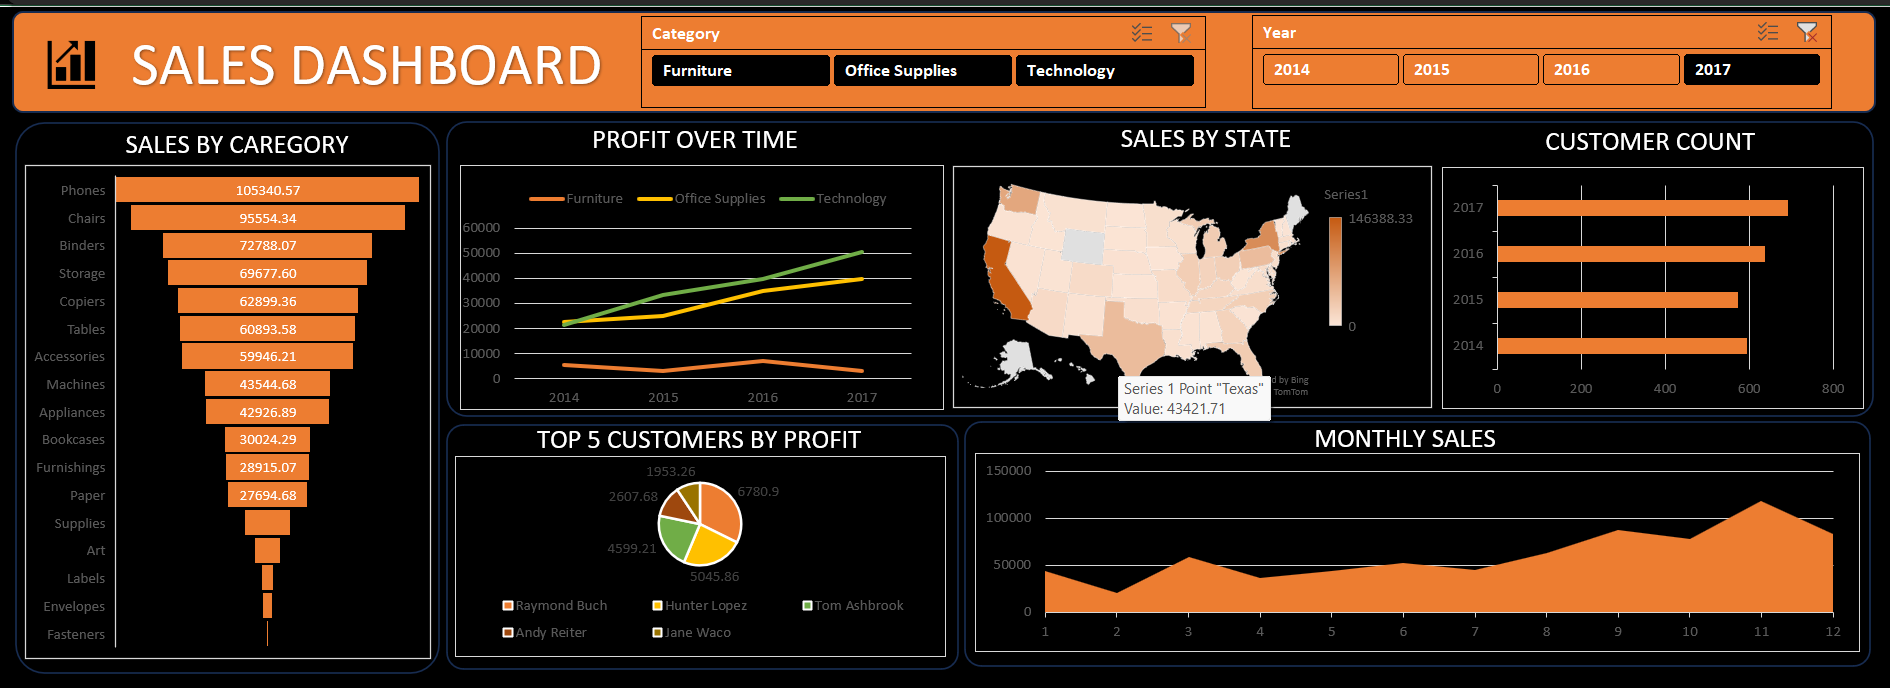 SALES DASHBOARD
Category
Furniture
Office Supplies
Technology
Year
2014
2015
2016
2017
SALES BY CAREGORY
Phones 105340.57
Chairs 95554.34
Binders 72788.07
Storage 69677.60
Copiers 62899.36
Tables 60893.58
Accessories 59946.21
Machines 43544.68
Appliances 42926.89
Bookcases 30024.29
Furnishings 28915.07
Paper 27694.68
Supplies
Art
Labels
Envelopes
Fasteners
PROFIT OVER TIME
Furniture Office Supplies Technology
60000
50000
40000
30000
20000
10000
0
2014 2015 2016 2017
SALES BY STATE
Series1
146388.33
0
d by Bing
TomTom
Series 1 Point "Texas"
Value: 43421.71
CUSTOMER COUNT
2017
2016
2015
2014
0 200 400 600 800
TOP 5 CUSTOMERS BY PROFIT
1953.26
2607.68
6780.9
4599.21
5045.86
Raymond Buch Hunter Lopez Tom Ashbrook
Andy Reiter Jane Waco
MONTHLY SALES
150000
100000
50000
0
1 2 3 4 5 6 7 8 9 10 11 12